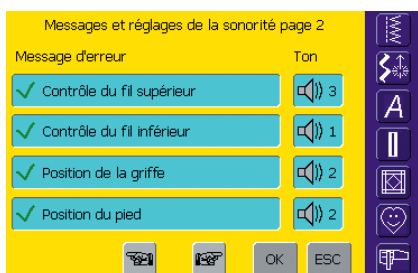 Messages et réglages de la sonorité page 2
Message d'erreur Ton
Contrôle du fil supérieur 3
Contrôle du fil inférieur 1
Position de la griffe 2
Position du pied 2
OK ESC
A